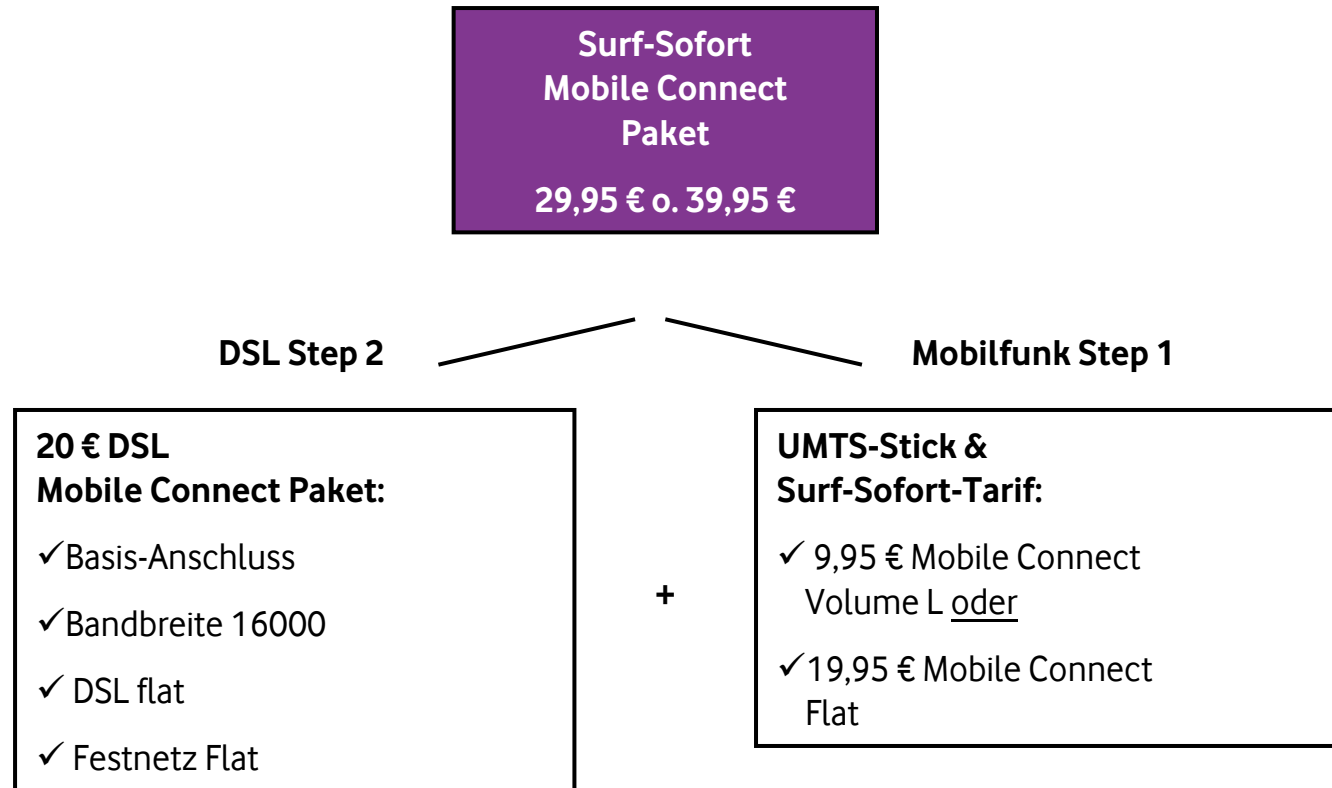 Surf-Sofort
Mobile Connect
Paket
29,95 € o. 39,95 €
DSL Step 2
Mobilfunk Step 1
20 € DSL
Mobile Connect Paket:
✓Basis-Anschluss
✓Bandbreite 16000
✓ DSL flat
✓ Festnetz Flat
+
UMTS-Stick &
Surf-Sofort-Tarif:
✓ 9,95 € Mobile Connect
Volume L oder
✓19,95 € Mobile Connect
Flat